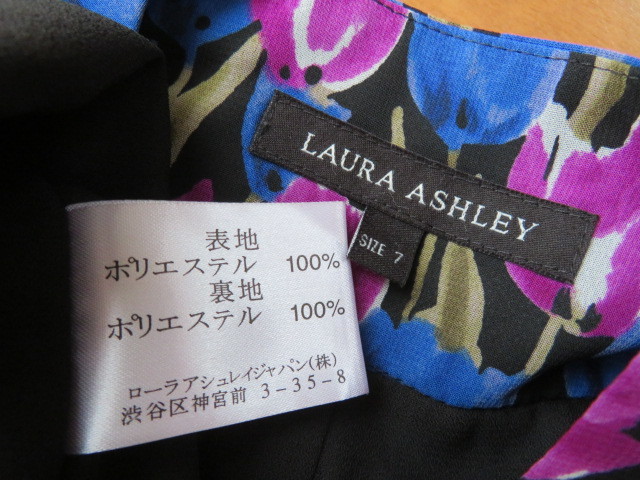 LAURA ASHLEY
SIZE 7
表地
ポリエステル 100%
裏地
ポリエステル 100%
ローラアシュレイジャパン(株)
渋谷区神宮前 3-35-8